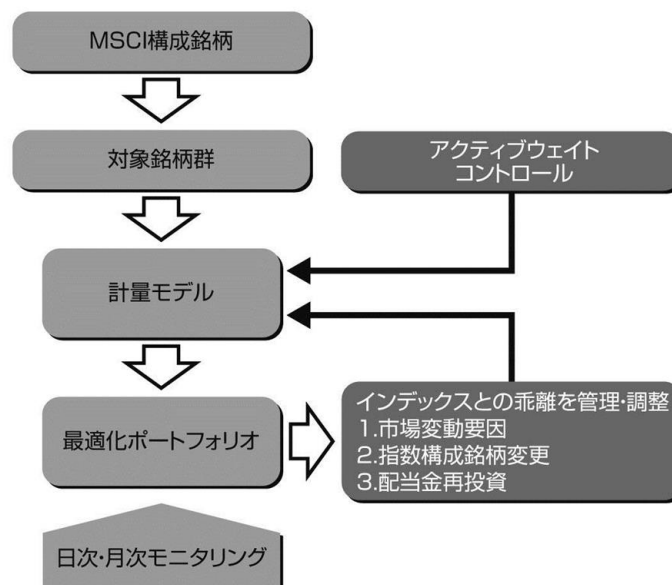 MSCI構成銘柄
対象銘柄群
アクティブウェイト
コントロール
計量モデル
最適化ポートフォリオ
インデックスとの乖離を管理・調整
1.市場変動要因
2.指数構成銘柄変更
3.配当金再投資
日次・月次モニタリング